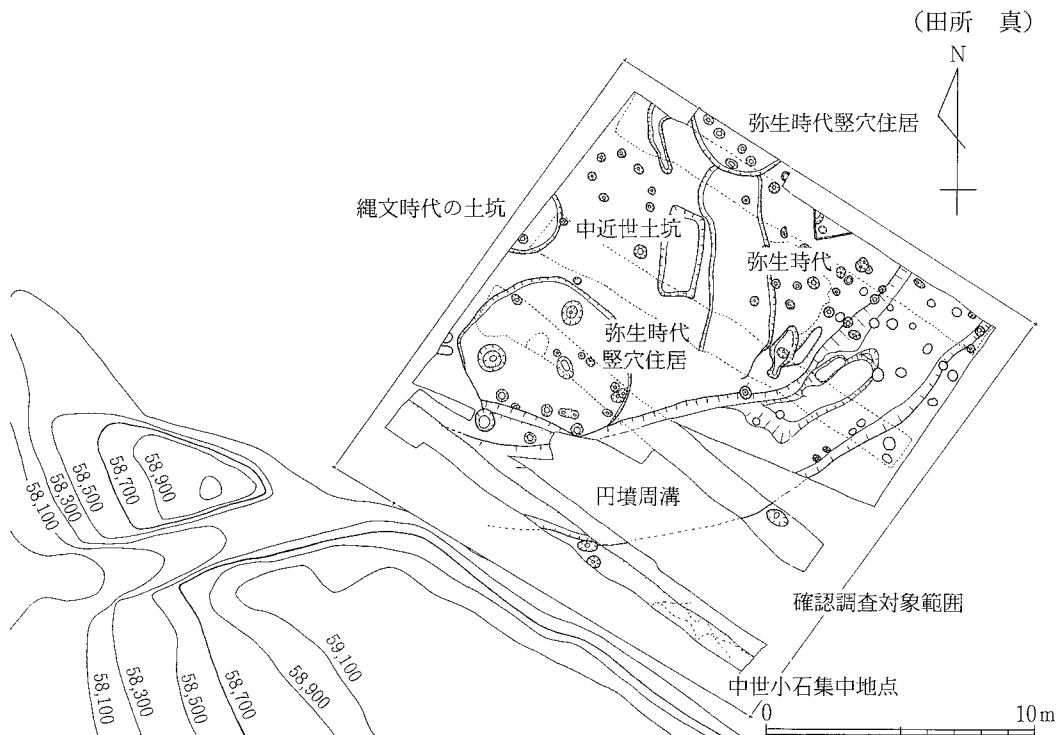 （田所　真）
N
弥生時代竪穴住居
縄文時代の土坑
中近世土坑
弥生時代
弥生時代
竪穴住居
円墳周溝
確認調査対象範囲
中世小石集中地点
0
10m
58,900
58,700
58,500
58,300
58,100
59,100
58,900
58,700
58,500
58,300
58,100